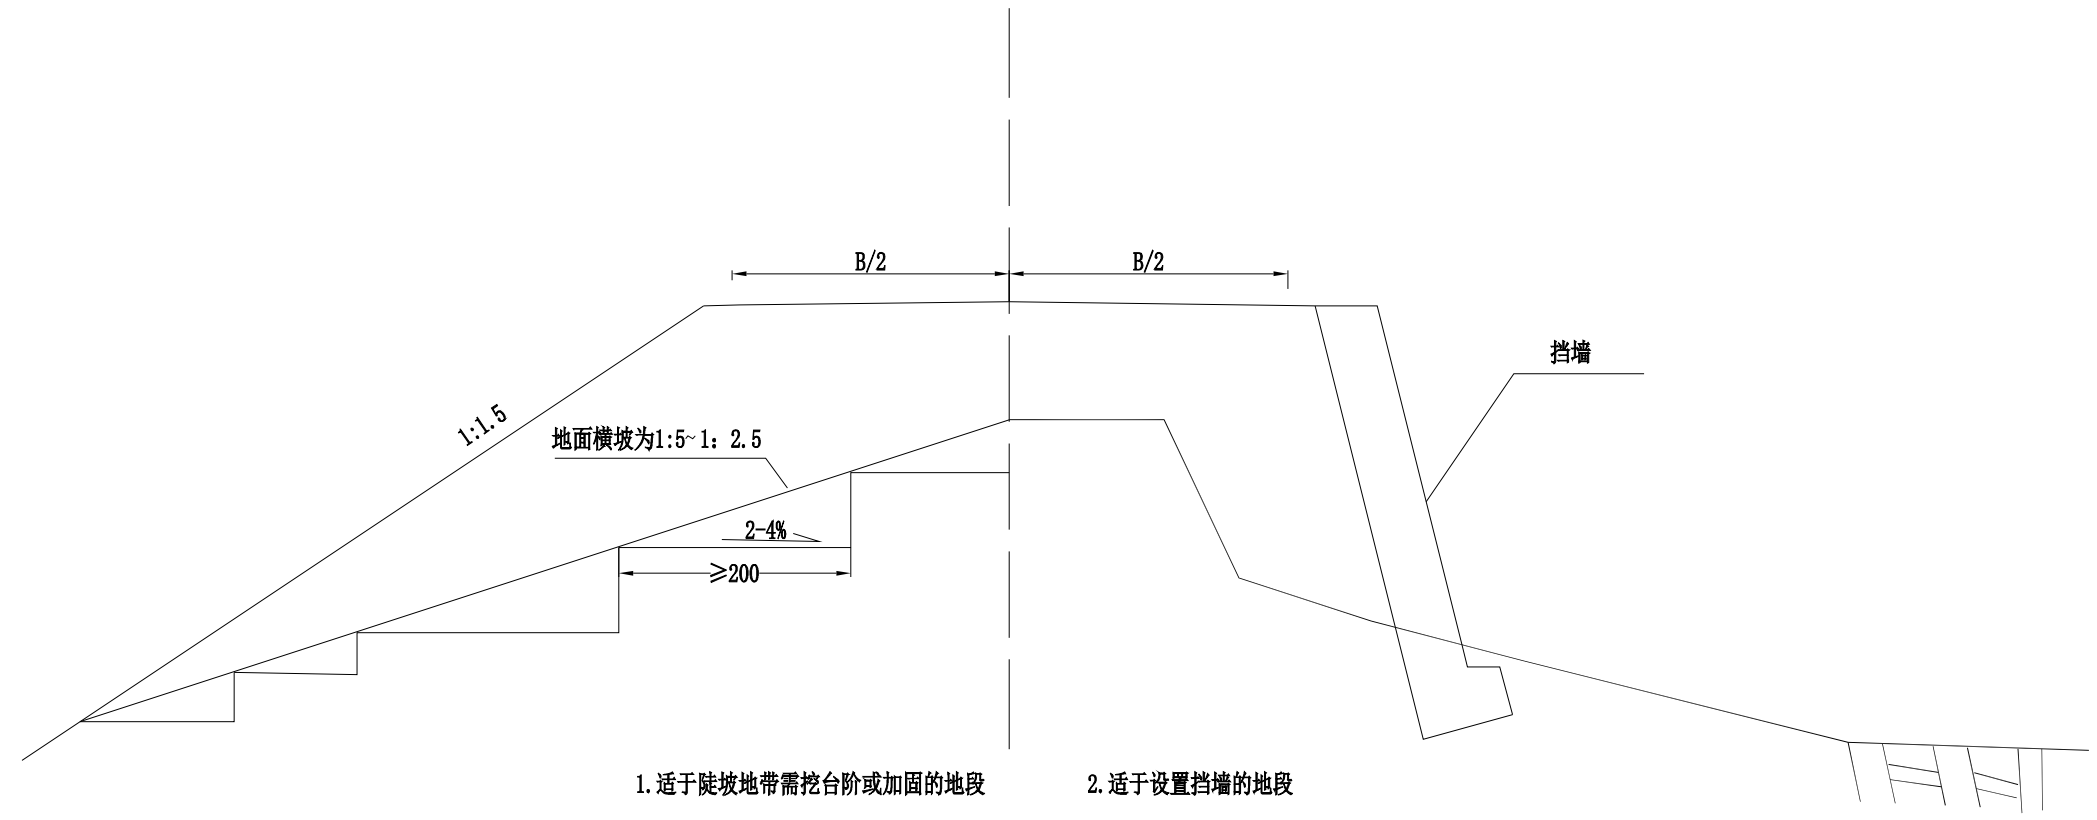 B/2
B/2
挡墙
1:1.5
地面横坡为1:5~1: 2.5
2-4%
≥200
1.适于陡坡地带需挖台阶或加固的地段
2.适于设置挡墙的地段